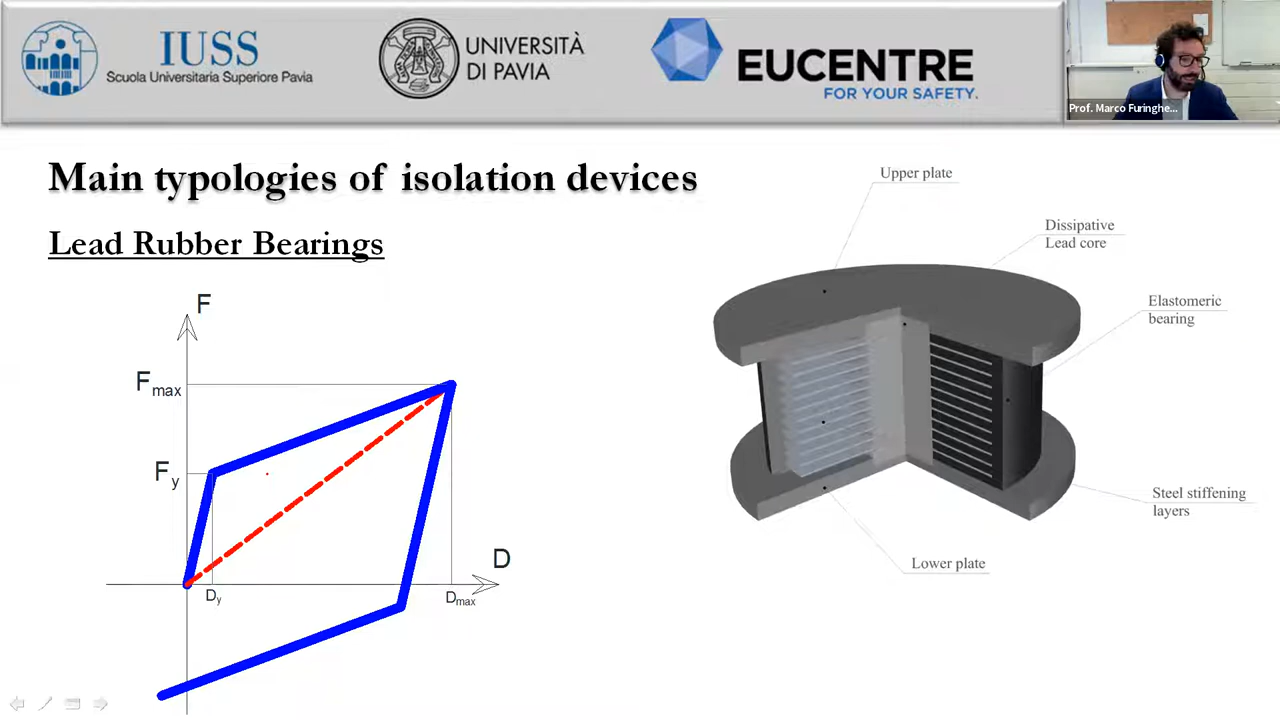 IUSS
Scuola Universitaria Superiore Pavia
UNIVERSITÀ
DI PAVIA
EUCENTRE
FOR YOUR SAFETY.
Prof. Marco Furinghe...
Main typologies of isolation devices
Lead Rubber Bearings
F
Fmax
Fy
D
Dy
Dmax
Upper plate
Dissipative
Lead core
Elastomeric
bearing
Steel stiffening
layers
Lower plate